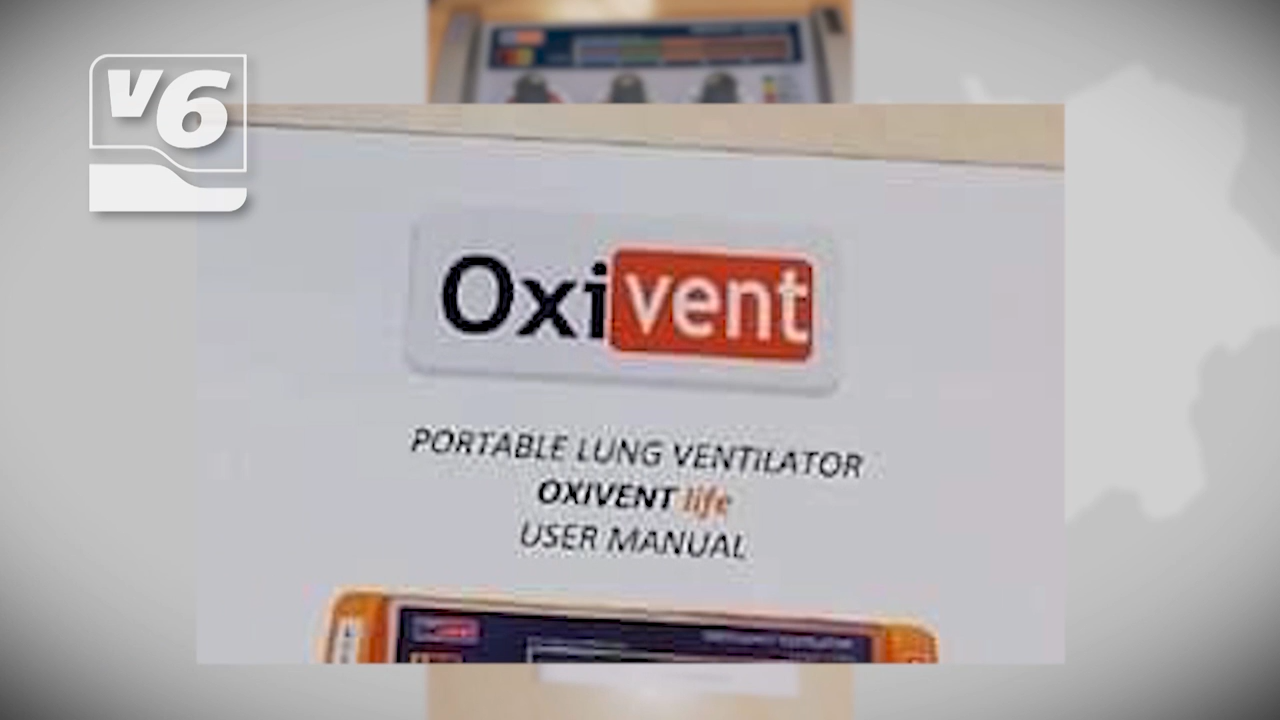 v6
Oxivent
PORTABLE LUNG VENTILATOR
OXIVENT life
USER MANUAL